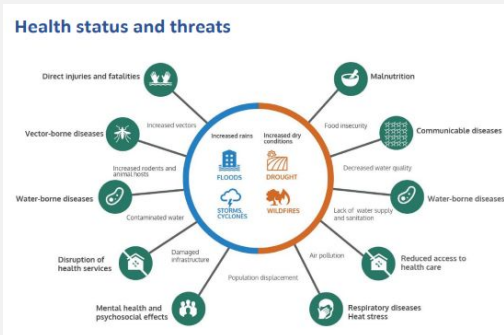 Health status and threats
Direct injuries and fatalities
Malnutrition
Increased vectors
Increased rains
Increased dry
conditions
Food insecurity
Vector-borne diseases
Communicable diseases
FLOODS
DROUGHT
Increased rodents and
animal hosts
Decreased water quality
Water-borne diseases
Water-borne diseases
STORMS,
CYCLONES
WILDFIRES
Contaminated water
Lack of water supply
and sanitation
Disruption of
health services
Damaged
infrastructure
Air pollution
Reduced access to
health care
Population displacement
Mental health and
psychosocial effects
Respiratory diseases
Heat stress